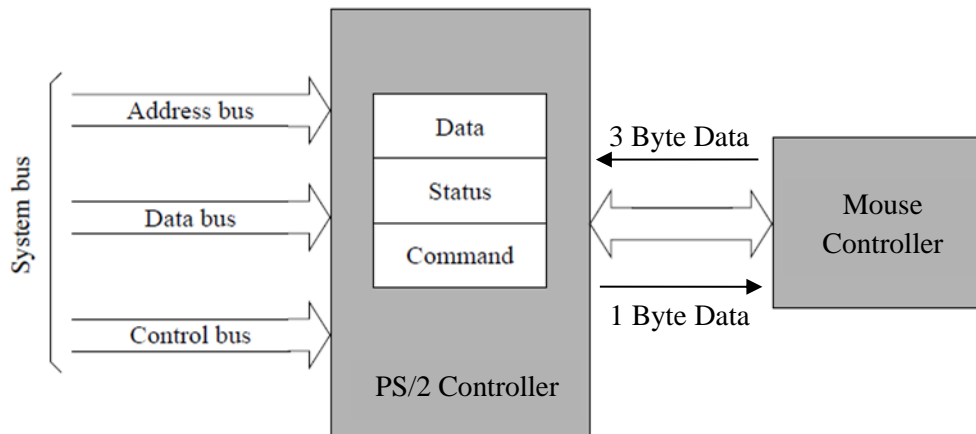 System bus
Address bus
Data bus
Control bus
Data
Status
Command
PS/2 Controller
3 Byte Data
1 Byte Data
Mouse
Controller